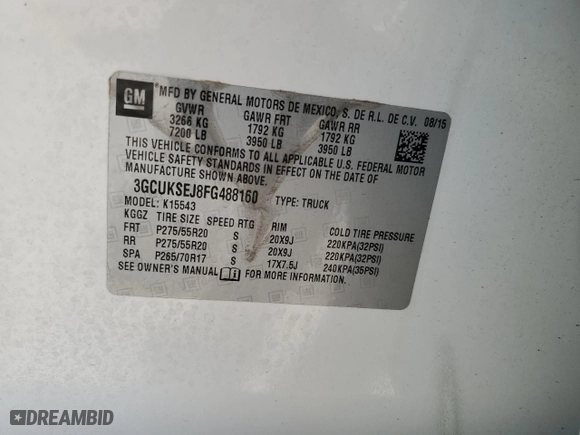 GM
*MFD BY GENERAL MOTORS DE MEXICO, S. DE R.L. DE C.V. 08/15
GVWR GAWR FRT GAWR RR
3266 KG 1792 KG 1792 KG
7200 LB 3950 LB 3950 LB
THIS VEHICLE CONFORMS TO ALL APPLICABLE U.S. FEDERAL MOTOR
VEHICLE SAFETY STANDARDS IN EFFECT ON THE DATE OF
MANUFACTURE SHOWN ABOVE.
3GCUKSEJ8FG488160 TYPE: TRUCK
MODEL: K15543
KGGZ TIRE SIZE SPEED RTG RIM COLD TIRE PRESSURE
FRT P275/55R20 S 20X9J 220KPA(32PSI)
RR P275/55R20 S 20X9J 220KPA(32PSI)
SPA P265/70R17 S 17X7.5J 240KPA(35PSI)
SEE OWNER'S MANUAL FOR MORE INFORMATION.
DREAMBID